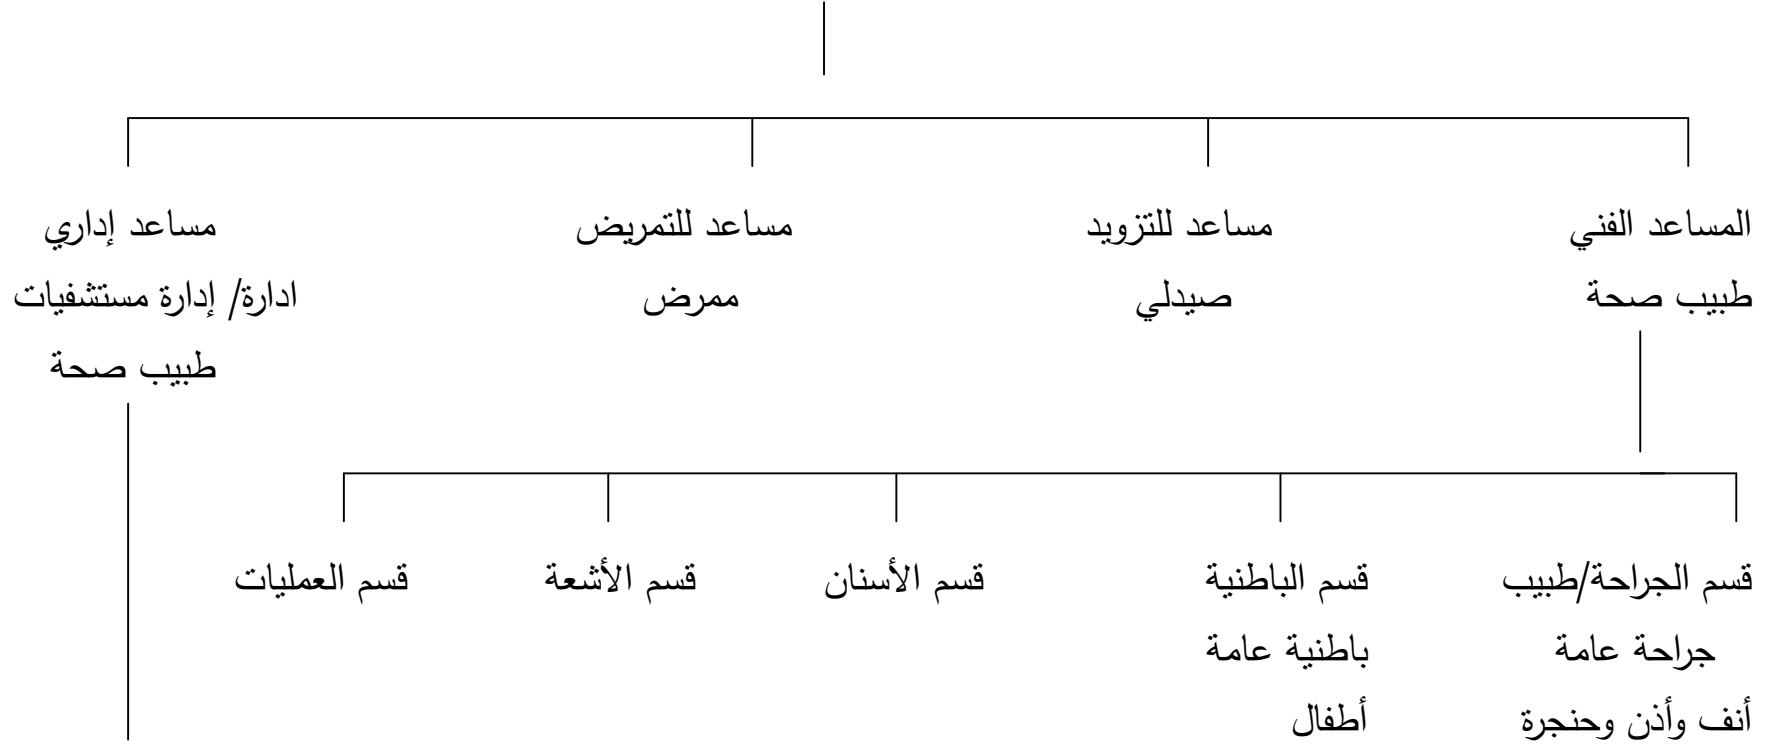 المساعد الفني
طبيب صحة
مساعد للتزويد
صيدلي
مساعد للتمريض
ممرض
مساعد إداري
ادارة/ إدارة مستشفيات
طبيب صحة
قسم الجراحة/طبيب
جراحة عامة
أنف وأذن وحنجرة
قسم الباطنية
باطنية عامة
أطفال
قسم الأسنان
قسم الأشعة
قسم العمليات